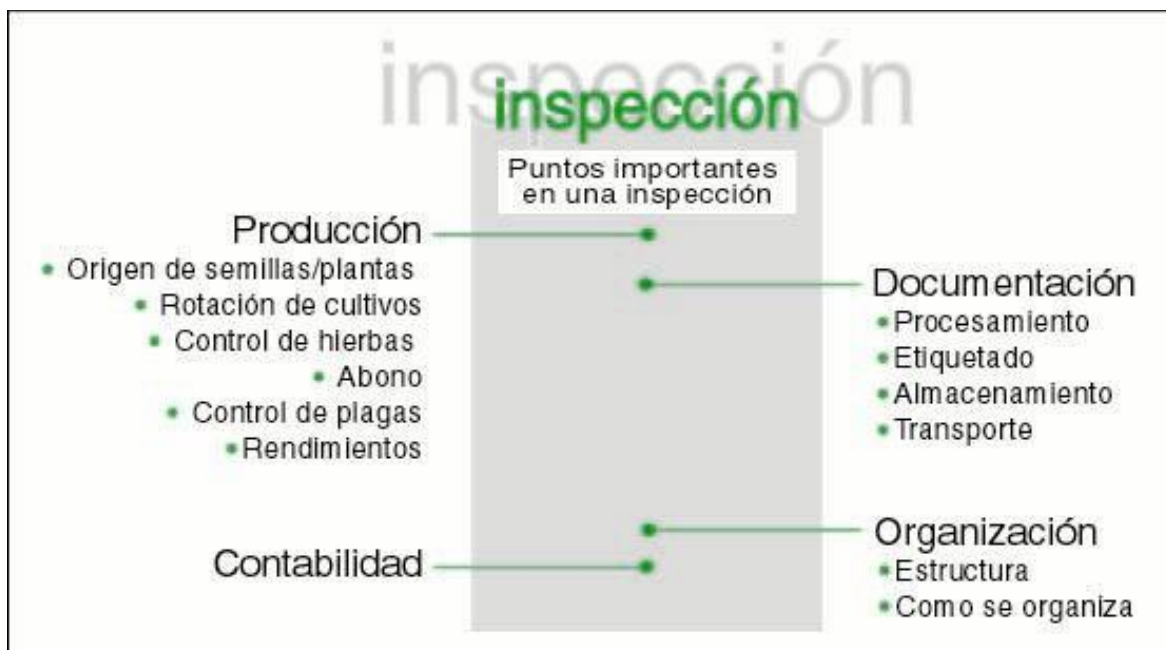 inspección
inspección
Puntos importantes
en una inspección
Producción
• Origen de semillas/plantas
• Rotación de cultivos
• Control de hierbas
• Abono
• Control de plagas
• Rendimientos
Documentación
• Procesamiento
• Etiquetado
• Almacenamiento
• Transporte
Organización
• Estructura
• Como se organiza
Contabilidad